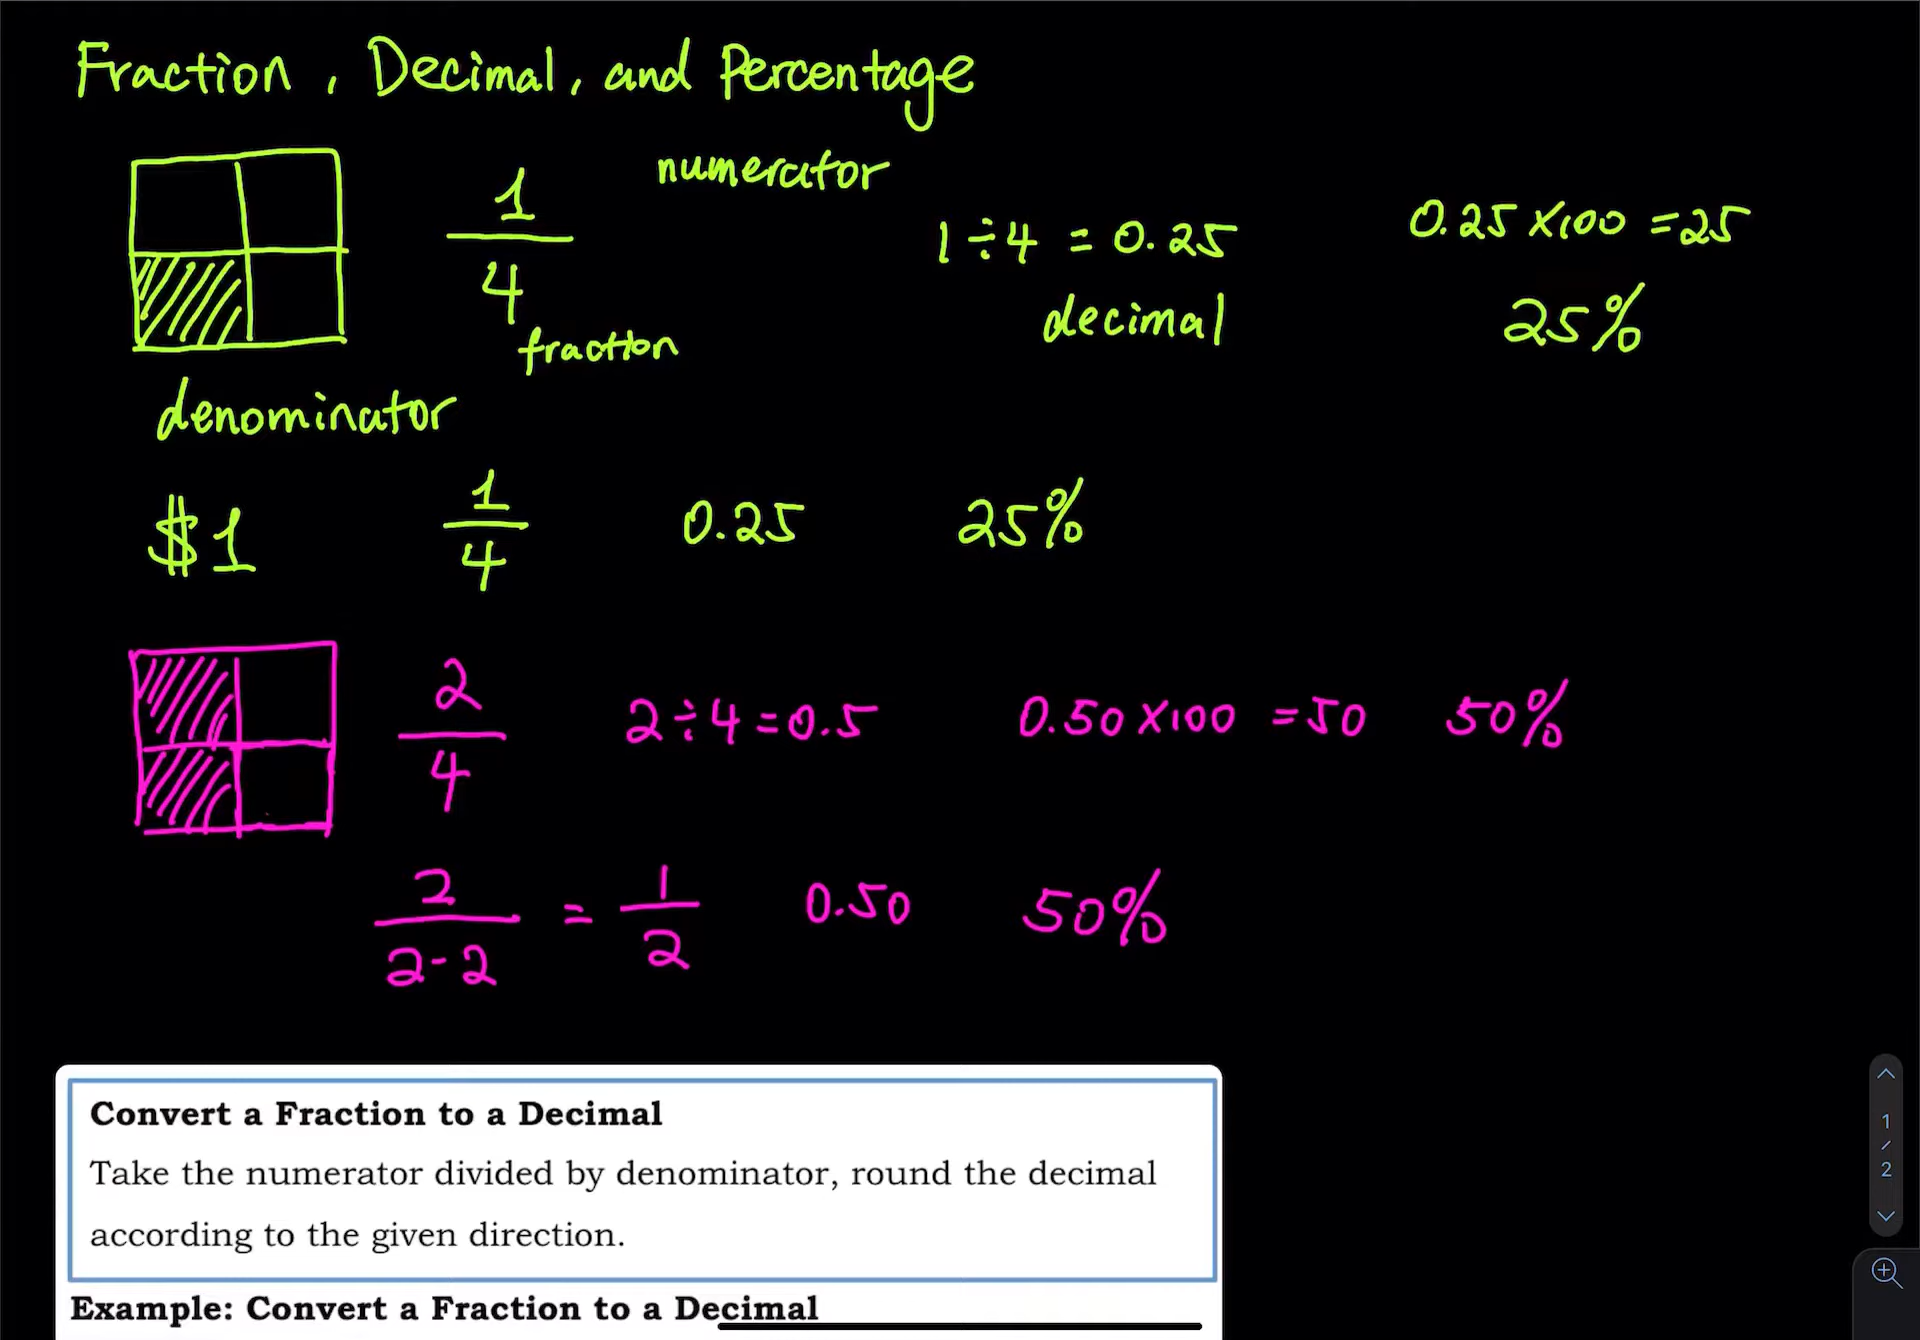 Fraction, Decimal, and Percentage
numerator
1/4
fraction
1 ÷ 4 = 0.25
decimal
0.25 × 100 = 25
25%
denominator
$1 1/4 0.25 25%
2/4 2 ÷ 4 = 0.5 0.50 × 100 = 50 50%
2/2·2 = 1/2 0.50 50%
Convert a Fraction to a Decimal
Take the numerator divided by denominator, round the decimal
according to the given direction.
Example: Convert a Fraction to a Decimal
1
/
2